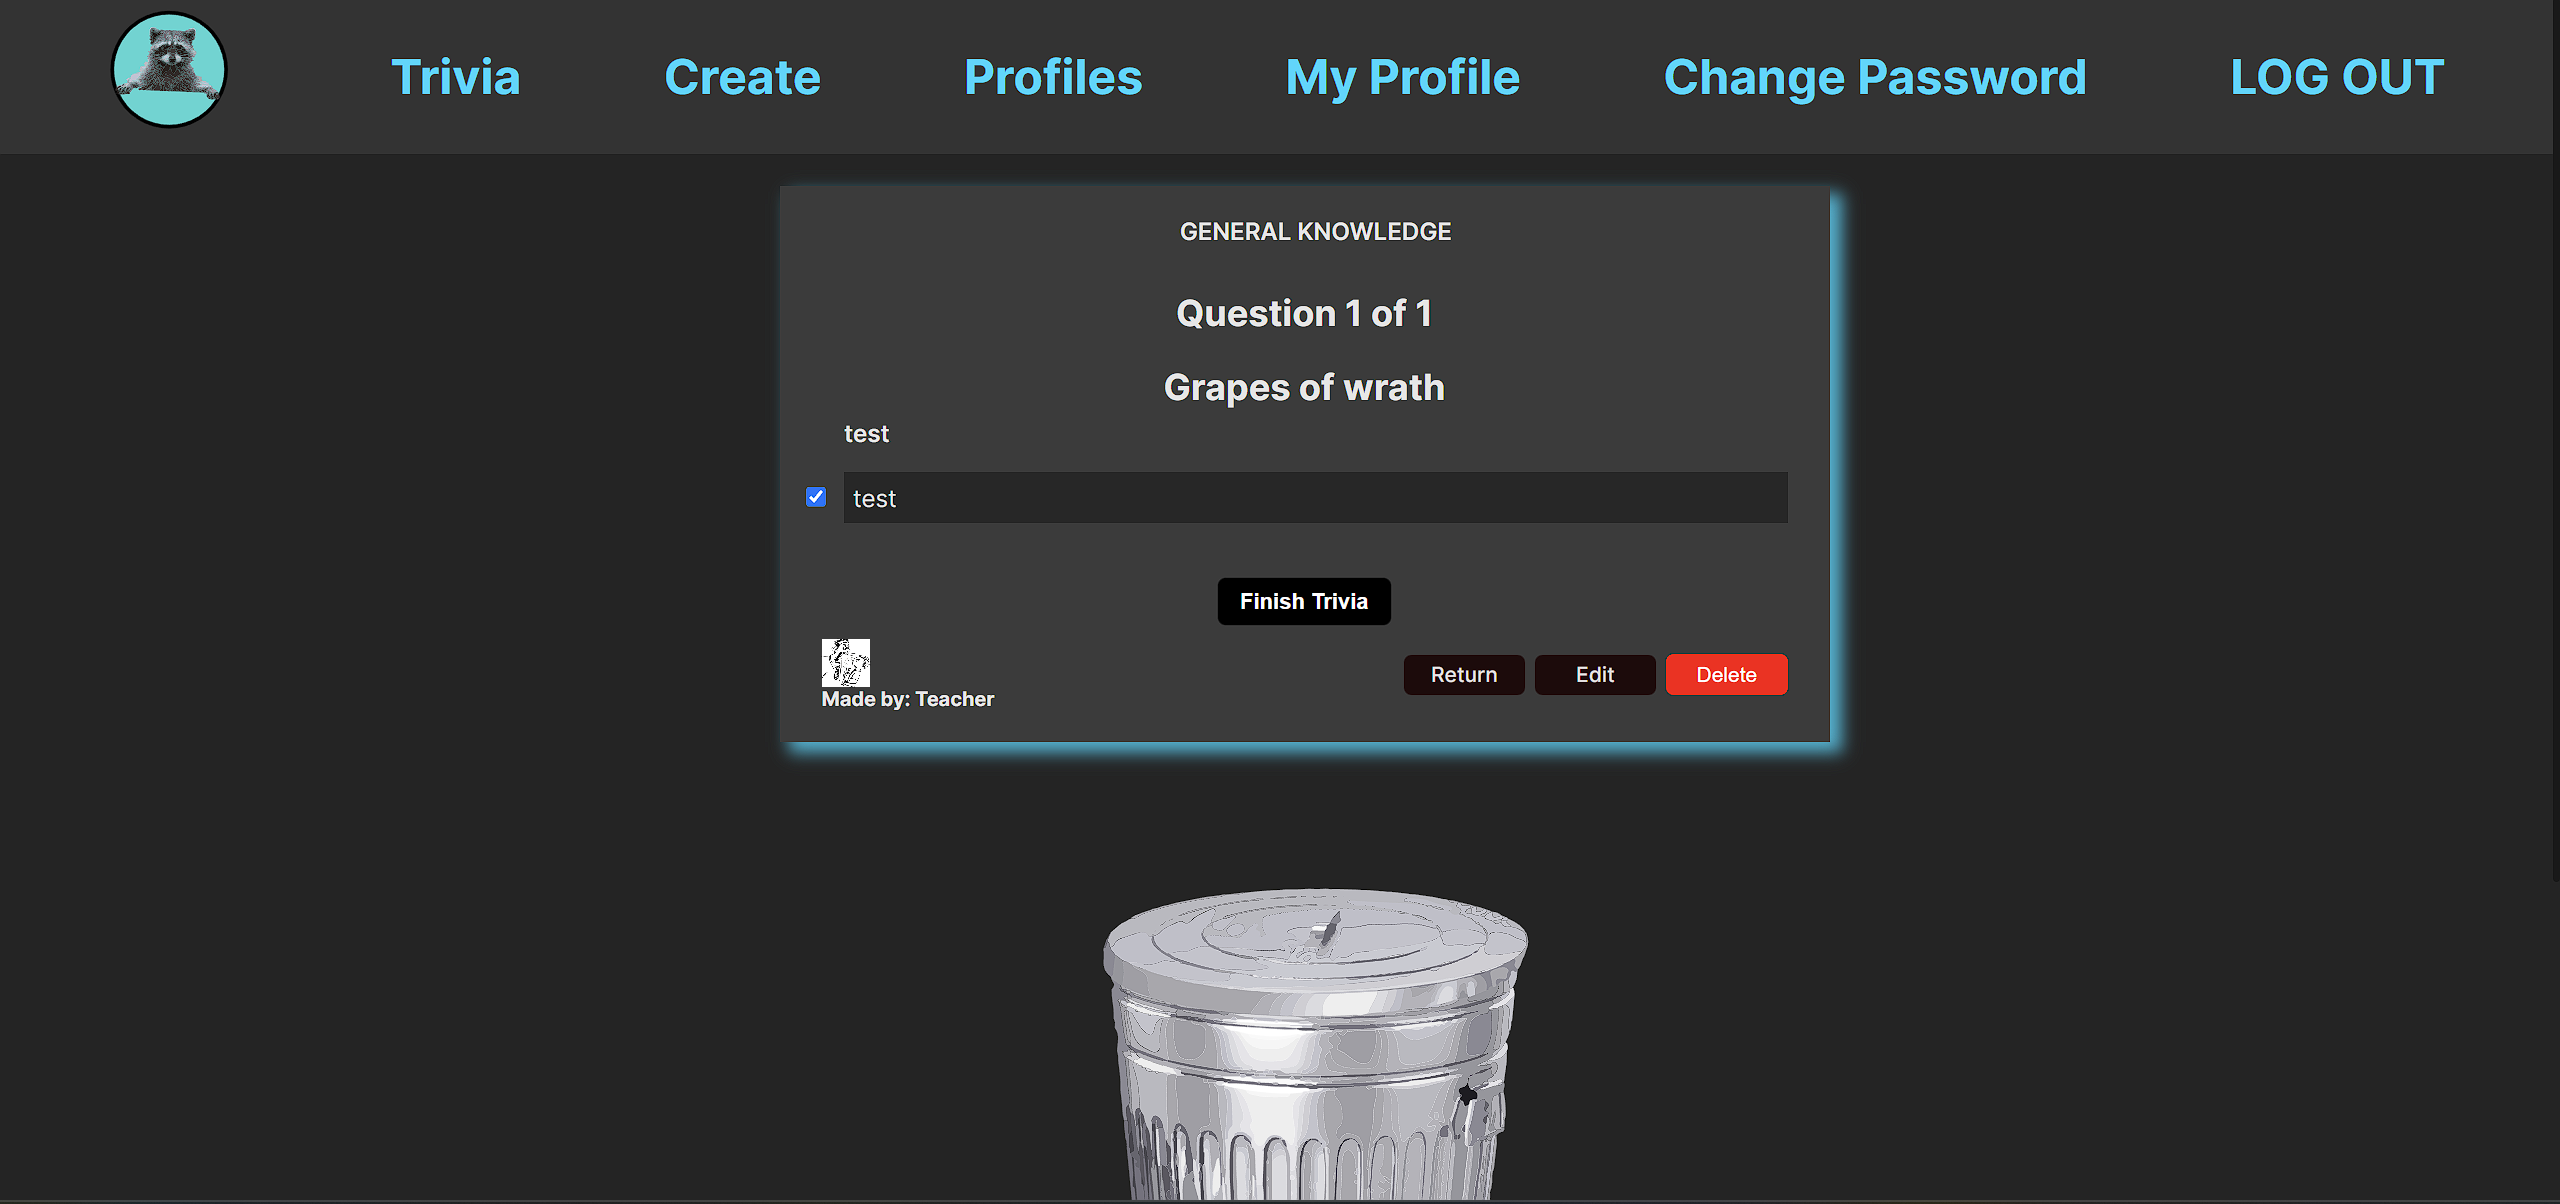 Trivia Create Profiles My Profile Change Password LOG OUT
GENERAL KNOWLEDGE
Question 1 of 1
Grapes of wrath
test
test
Finish Trivia
Made by: Teacher
Return Edit Delete